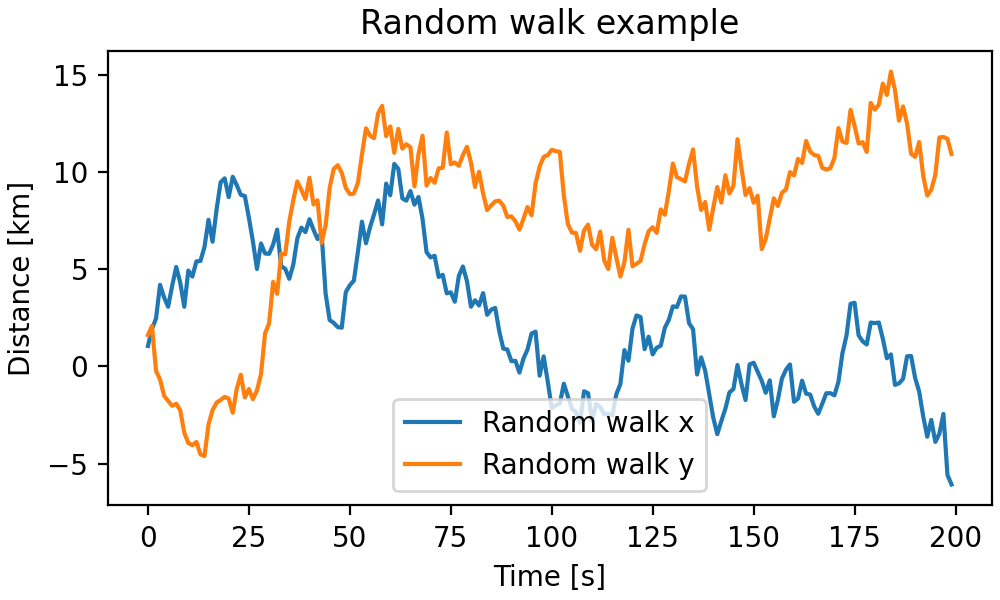 Random walk example
Distance [km]
15
10
5
0
−5
Random walk x
Random walk y
0 25 50 75 100 125 150 175 200
Time [s]